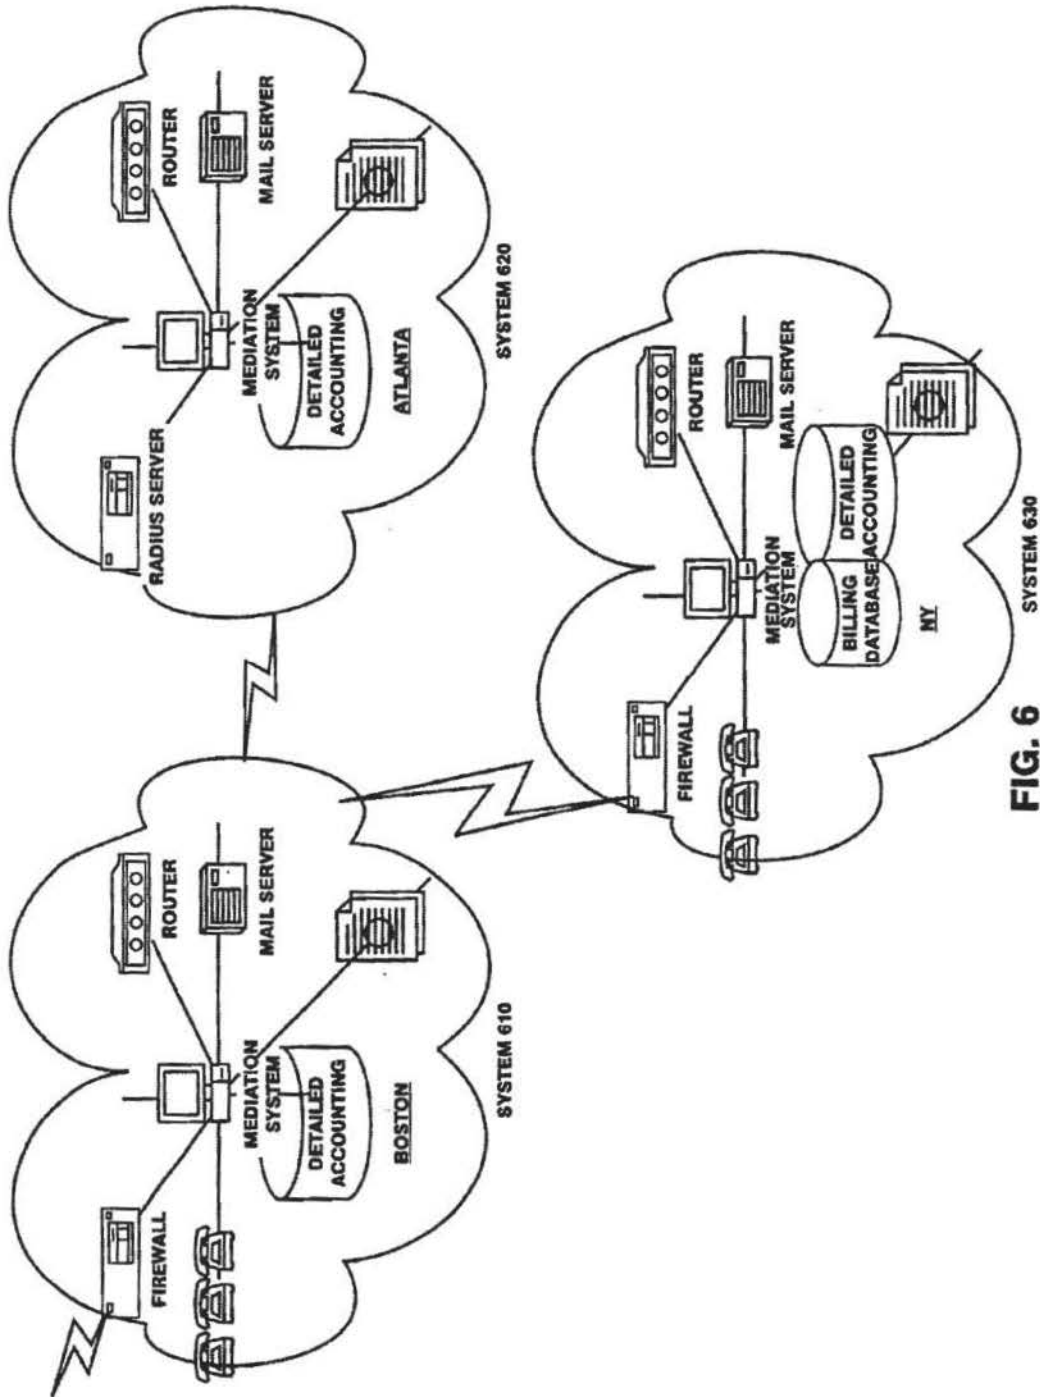 FIREWALL
ROUTER
MAIL SERVER
MEDIATION
SYSTEM
DETAILED
ACCOUNTING
BOSTON
SYSTEM 610
RADIUS SERVER
ROUTER
MAIL SERVER
MEDIATION
SYSTEM
DETAILED
ACCOUNTING
ATLANTA
SYSTEM 620
FIREWALL
ROUTER
MAIL SERVER
MEDIATION
SYSTEM
BILLING
DATABASE
DETAILED
ACCOUNTING
NY
SYSTEM 630
FIG. 6